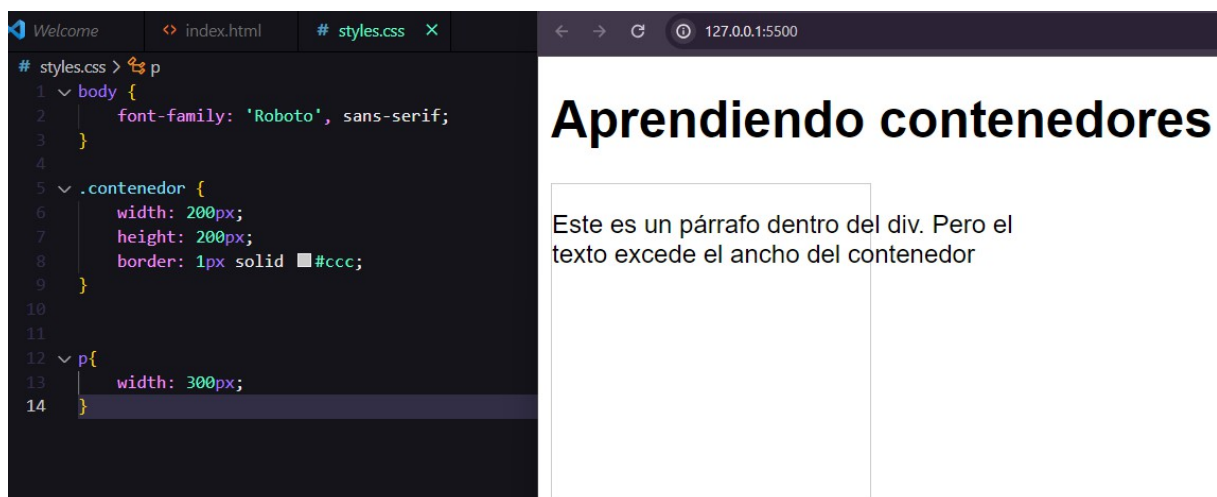 Welcome
index.html
# styles.css
# styles.css > p
1 body {
2 font-family: 'Roboto', sans-serif;
3 }
4
5 .contenedor {
6 width: 200px;
7 height: 200px;
8 border: 1px solid #ccc;
9 }
10
11
12 p{
13 width: 300px;
14 }
127.0.0.1:5500
Aprendiendo contenedores
Este es un párrafo dentro del div. Pero el
texto excede el ancho del contenedor